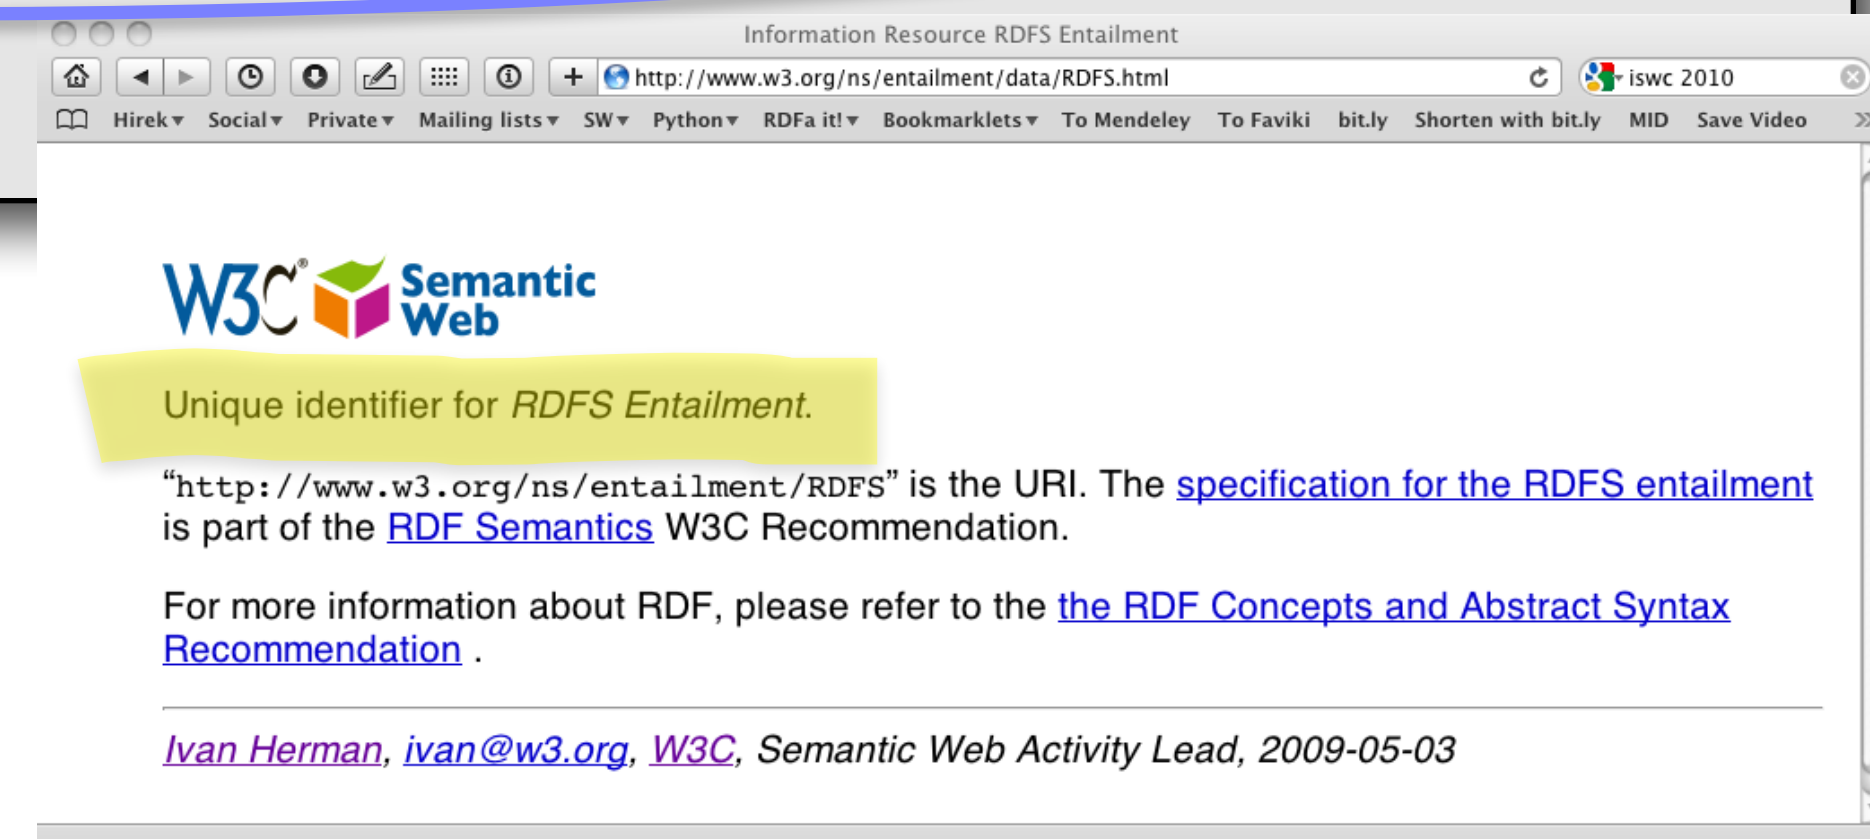 Information Resource RDFS Entailment
http://www.w3.org/ns/entailment/data/RDFS.html
iswc 2010
Hirek Social Private Mailing lists SW Python RDFa it! Bookmarklets To Mendeley To Faviki bit.ly Shorten with bit.ly MID Save Video
W3C® Semantic
Web
Unique identifier for RDFS Entailment.
“http://www.w3.org/ns/entailment/RDFS” is the URI. The specification for the RDFS entailment
is part of the RDF Semantics W3C Recommendation.
For more information about RDF, please refer to the the RDF Concepts and Abstract Syntax
Recommendation .
Ivan Herman, ivan@w3.org, W3C, Semantic Web Activity Lead, 2009-05-03